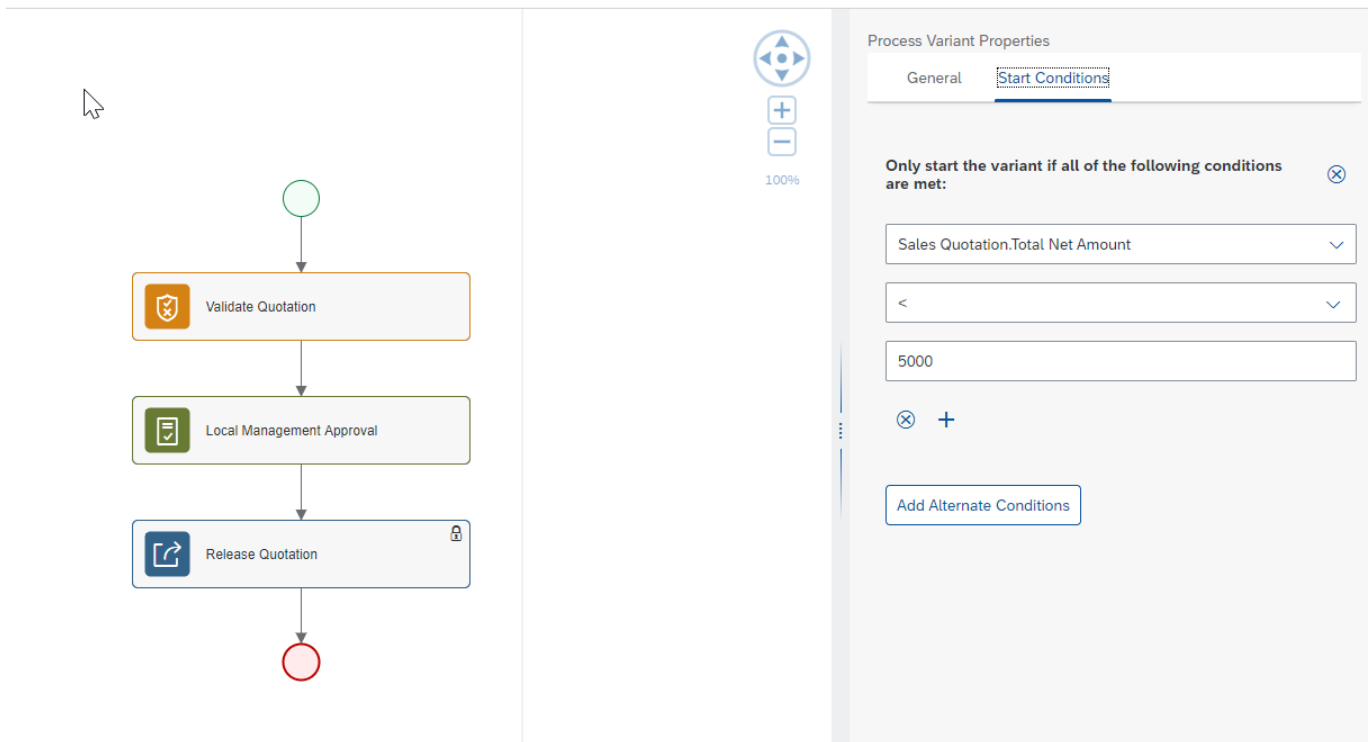 Validate Quotation
Local Management Approval
Release Quotation
100%
Process Variant Properties
General
Start Conditions
Only start the variant if all of the following conditions
are met:
Sales Quotation.Total Net Amount
<
5000
Add Alternate Conditions